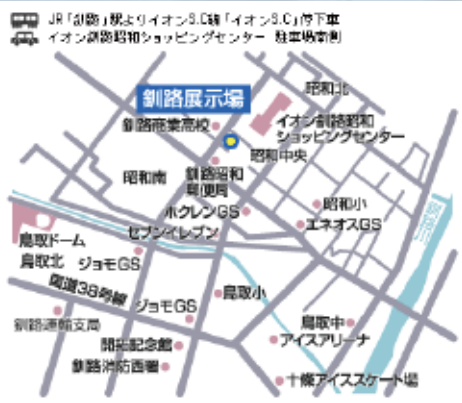 JR「釧路」駅よりイオンS.C線「イオンS.C」停下車
イオン釧路昭和ショッピングセンター 駐車場南側
昭和北
釧路展示場
釧路商業高校
イオン釧路昭和
ショッピングセンター
昭和中央
昭和南
釧路昭和
郵便局
昭和小
ホクレンGS
エネオスGS
セブンイレブン
鳥取ドーム
鳥取北
ジョモGS
国道38号線
鳥取小
ジョモGS
釧路運輸支局
鳥取中
アイスアリーナ
開拓記念館
釧路消防西署
十條アイススケート場